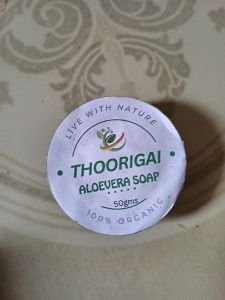 LIVE WITH NATURE
• THOORIGAI •
ALOEVERA SOAP
50gms
100% ORGANIC